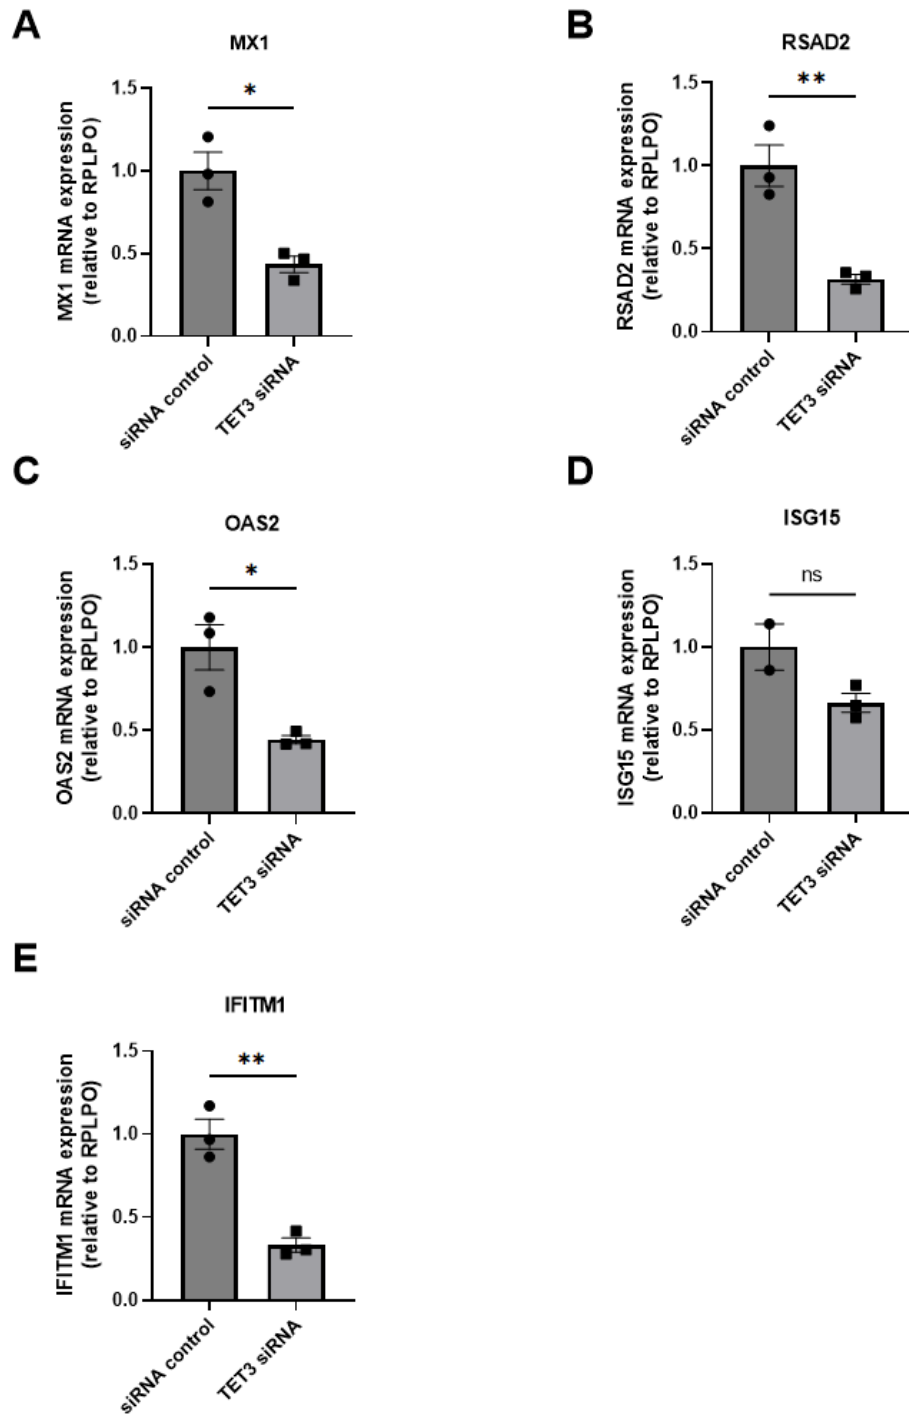 A
MX1
MX1 mRNA expression
(relative to RPLPO)
1.5
1.0
0.5
0.0
*
siRNA control
TET3 siRNA
B
RSAD2
RSAD2 mRNA expression
(relative to RPLPO)
1.5
1.0
0.5
0.0
**
siRNA control
TET3 siRNA
C
OAS2
OAS2 mRNA expression
(relative to RPLPO)
1.5
1.0
0.5
0.0
*
siRNA control
TET3 siRNA
D
ISG15
ISG15 mRNA expression
(relative to RPLPO)
1.5
1.0
0.5
0.0
ns
siRNA control
TET3 siRNA
E
IFITM1
IFITM1 mRNA expression
(relative to RPLPO)
1.5
1.0
0.5
0.0
**
siRNA control
TET3 siRNA